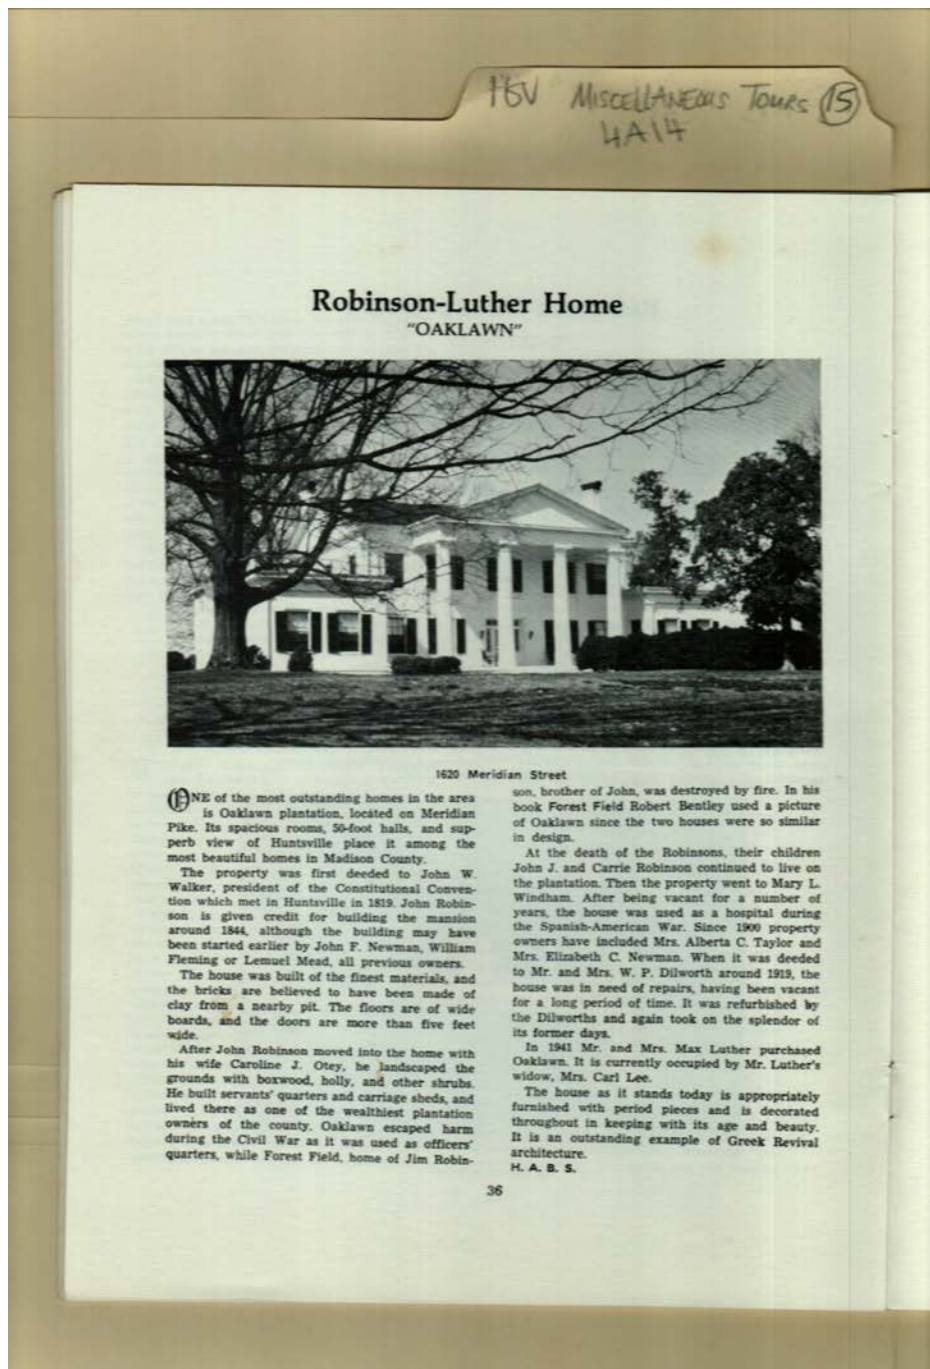 HSV MISCELLANEOUS TOURS 15
4A14
Robinson-Luther Home
"OAKLAWN"
1620 Meridian Street
ONE of the most outstanding homes in the area
is Oaklawn plantation, located on Meridian
Pike. Its spacious rooms, 50-foot halls, and sup-
perb view of Huntsville place it among the
most beautiful homes in Madison County.
The property was first deeded to John W.
Walker, president of the Constitutional Conven-
tion which met in Huntsville in 1819. John Robin-
son is given credit for building the mansion
around 1844, although the building may have
been started earlier by John F. Newman, William
Fleming or Lemuel Mead, all previous owners.
The house was built of the finest materials, and
the bricks are believed to have been made of
clay from a nearby pit. The floors are of wide
boards, and the doors are more than five feet
wide.
After John Robinson moved into the home with
his wife Caroline J. Otey, he landscaped the
grounds with boxwood, holly, and other shrubs.
He built servants' quarters and carriage sheds, and
lived there as one of the wealthiest plantation
owners of the county. Oaklawn escaped harm
during the Civil War as it was used as officers'
quarters, while Forest Field, home of Jim Robin-
son, brother of John, was destroyed by fire. In his
book Forest Field Robert Bentley used a picture
of Oaklawn since the two houses were so similar
in design.
At the death of the Robinsons, their children
John J. and Carrie Robinson continued to live on
the plantation. Then the property went to Mary L.
Windham. After being vacant for a number of
years, the house was used as a hospital during
the Spanish-American War. Since 1900 property
owners have included Mrs. Alberta C. Taylor and
Mrs. Elizabeth C. Newman. When it was deeded
to Mr. and Mrs. W. P. Dilworth around 1919, the
house was in need of repairs, having been vacant
for a long period of time. It was refurbished by
the Dilworths and again took on the splendor of
its former days.
In 1941 Mr. and Mrs. Max Luther purchased
Oaklawn. It is currently occupied by Mr. Luther's
widow, Mrs. Carl Lee.
The house as it stands today is appropriately
furnished with period pieces and is decorated
throughout in keeping with its age and beauty.
It is an outstanding example of Greek Revival
architecture.
H. A. B. S.
36